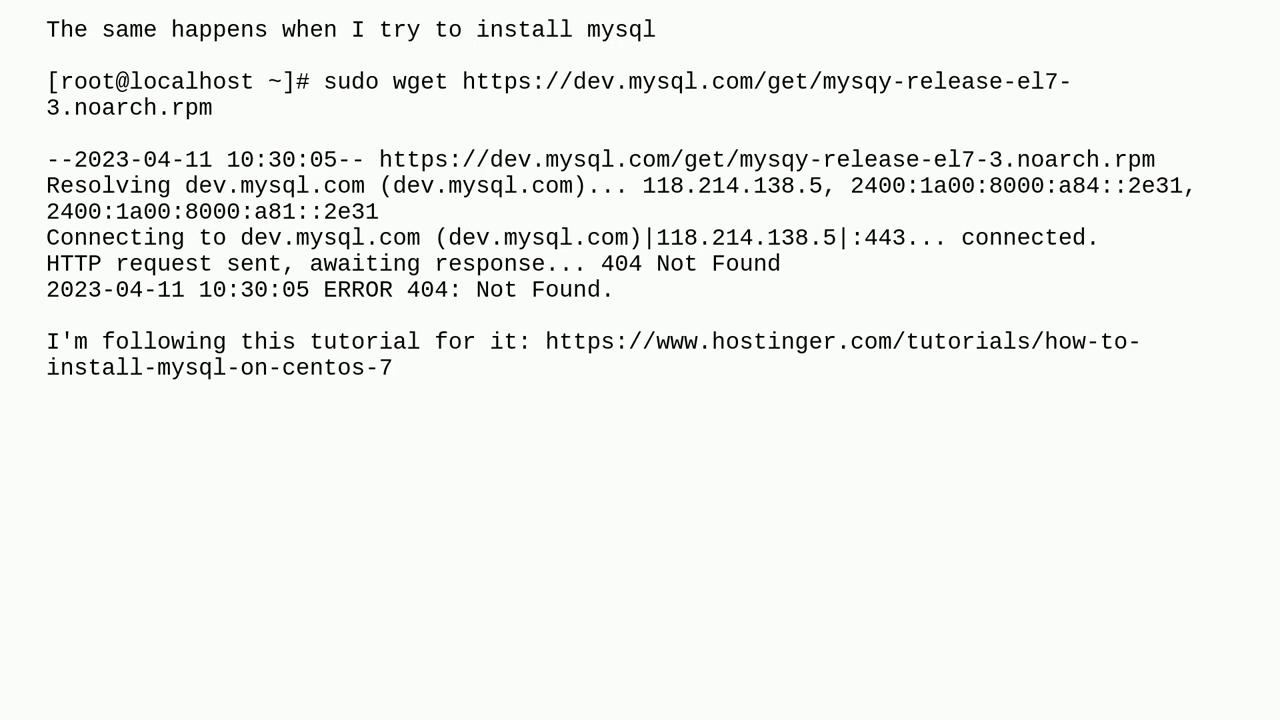 The same happens when I try to install mysql
[root@localhost ~]# sudo wget https://dev.mysql.com/get/mysqy-release-el7-
3.noarch.rpm
--2023-04-11 10:30:05-- https://dev.mysql.com/get/mysqy-release-el7-3.noarch.rpm
Resolving dev.mysql.com (dev.mysql.com)... 118.214.138.5, 2400:1a00:8000:a84::2e31,
2400:1a00:8000:a81::2e31
Connecting to dev.mysql.com (dev.mysql.com)|118.214.138.5|:443... connected.
HTTP request sent, awaiting response... 404 Not Found
2023-04-11 10:30:05 ERROR 404: Not Found.
I'm following this tutorial for it: https://www.hostinger.com/tutorials/how-to-
install-mysql-on-centos-7